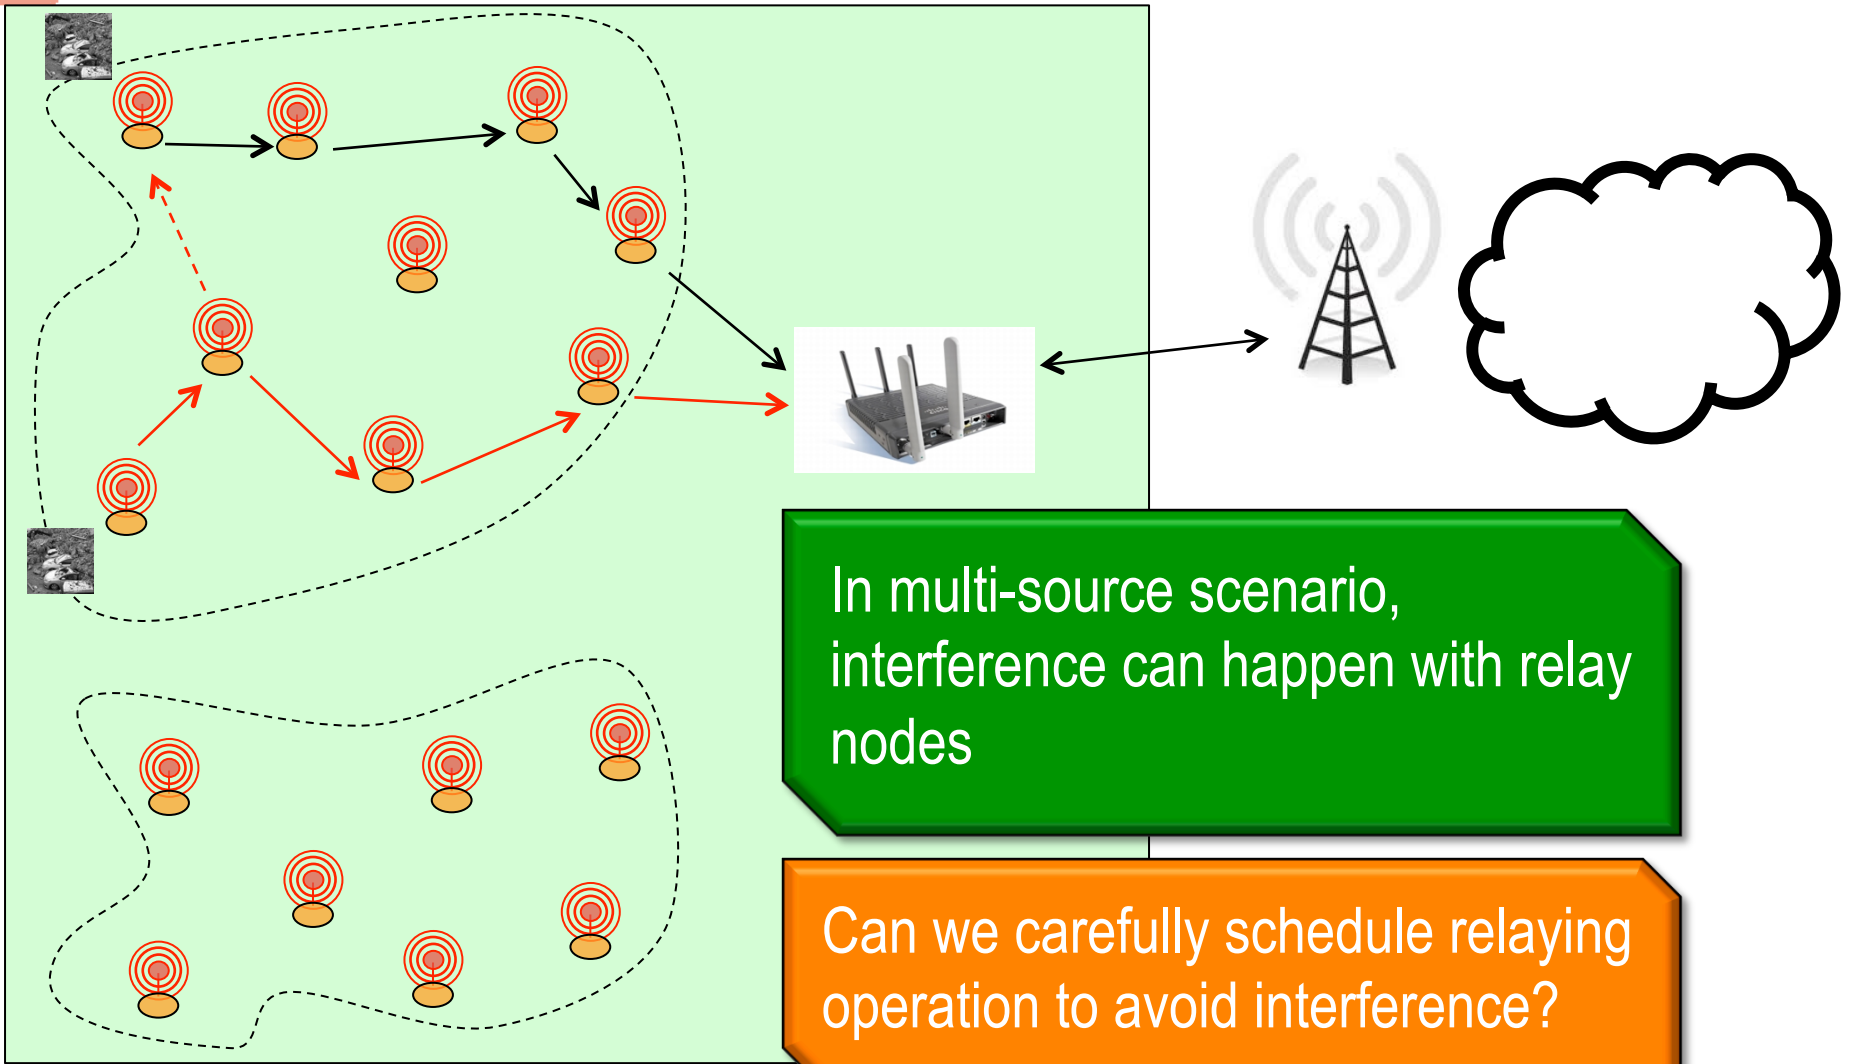 In multi-source scenario,
interference can happen with relay
nodes
Can we carefully schedule relaying
operation to avoid interference?